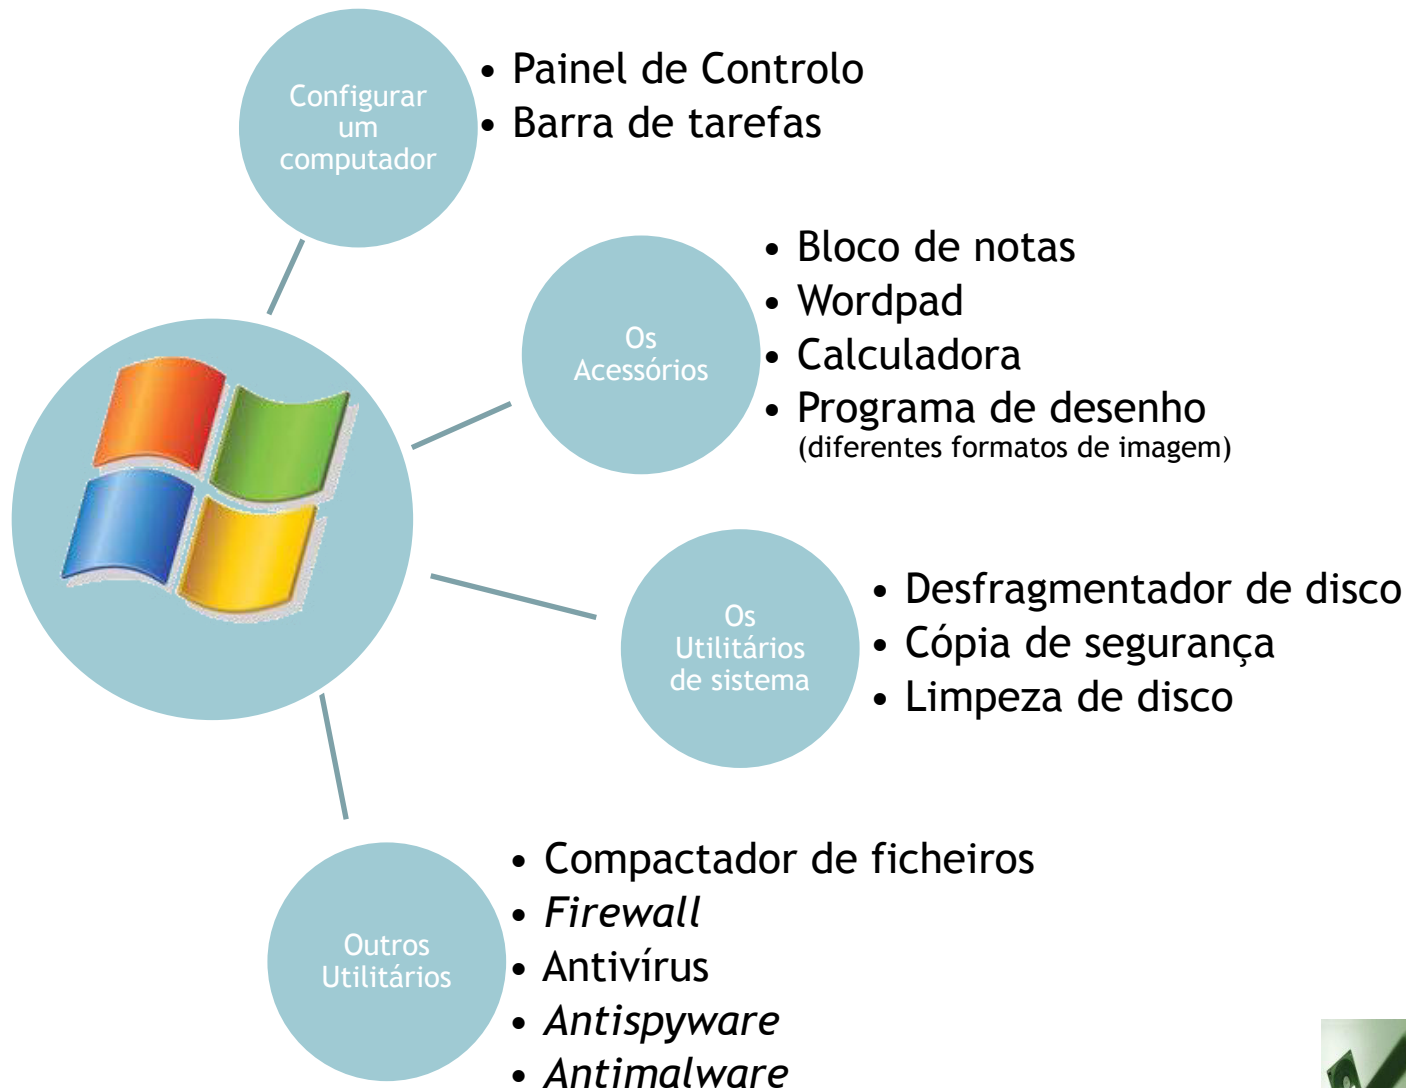 Configurar
um
computador
• Painel de Controlo
• Barra de tarefas
Os
Acessórios
• Bloco de notas
• Wordpad
• Calculadora
• Programa de desenho
(diferentes formatos de imagem)
Os
Utilitários
de sistema
• Desfragmentador de disco
• Cópia de segurança
• Limpeza de disco
Outros
Utilitários
• Compactador de ficheiros
• Firewall
• Antivírus
• Antispyware
• Antimalware